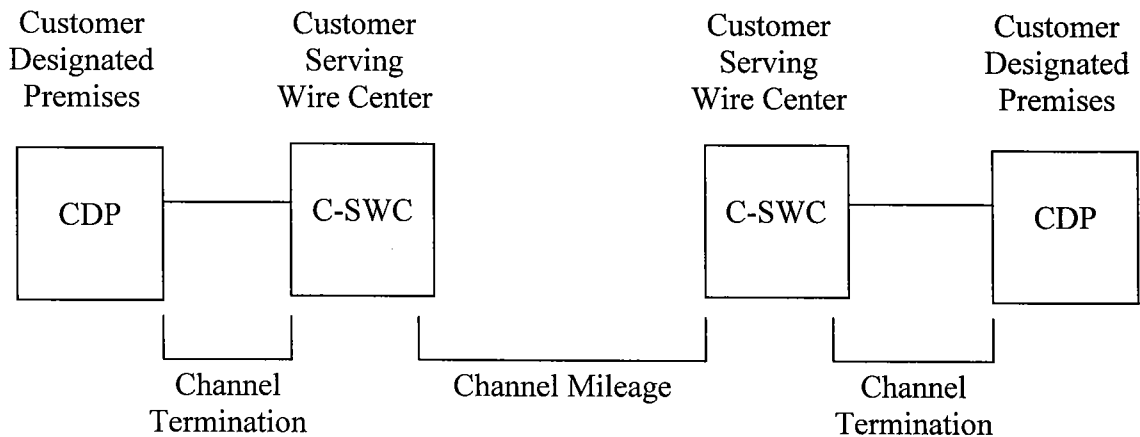 Customer
Designated
Premises
Customer
Serving
Wire Center
Customer
Serving
Wire Center
Customer
Designated
Premises
CDP
C-SWC
C-SWC
CDP
Channel
Termination
Channel Mileage
Channel
Termination